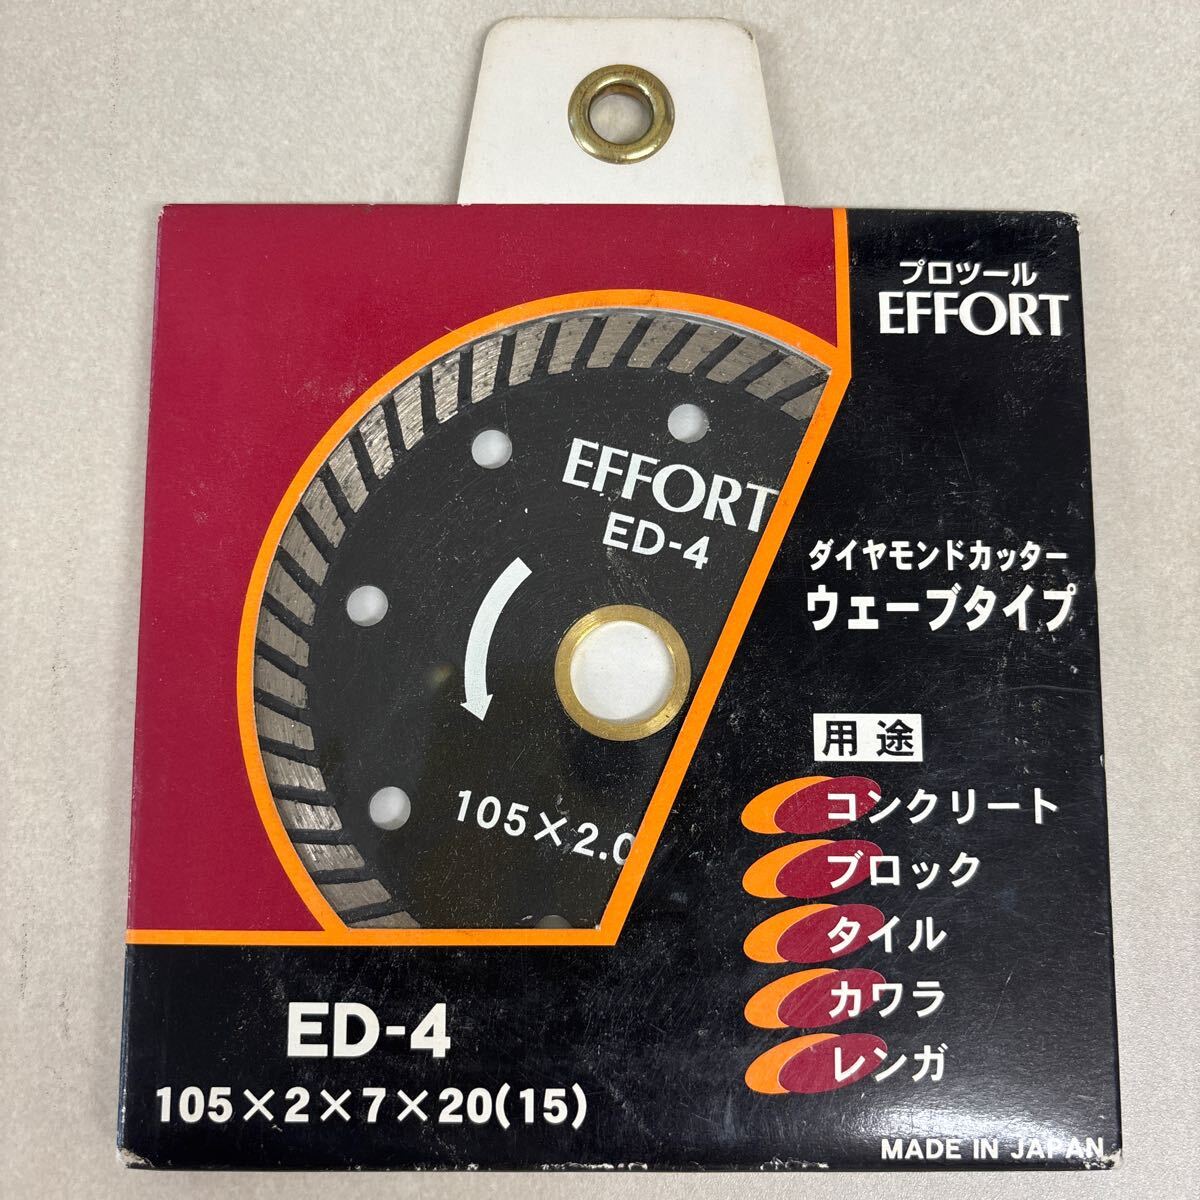 プロツール
EFFORT
EFFORT
ED-4
105×2.0
ダイヤモンドカッター
ウェーブタイプ
用途
コンクリート
ブロック
タイル
カワラ
レンガ
ED-4
105×2×7×20(15)
MADE IN JAPAN